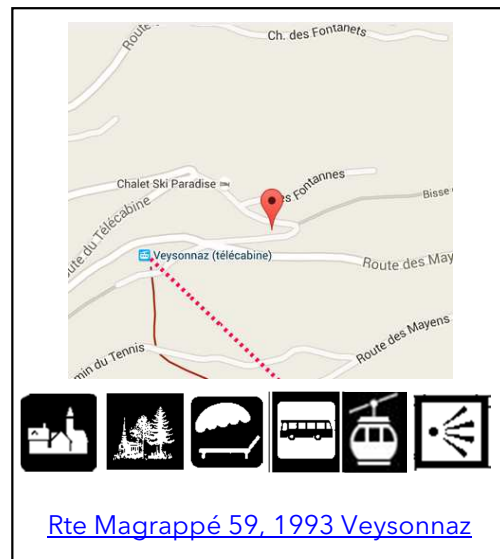 Route
Ch. des Fontanets
Chalet Ski Paradise
es Fontannes
Bisse
oute du Télécabine
Veysonnaz (télécabine)
Route des May
Route des Mayens
min du Tennis
Rte Magrappé 59, 1993 Veysonnaz